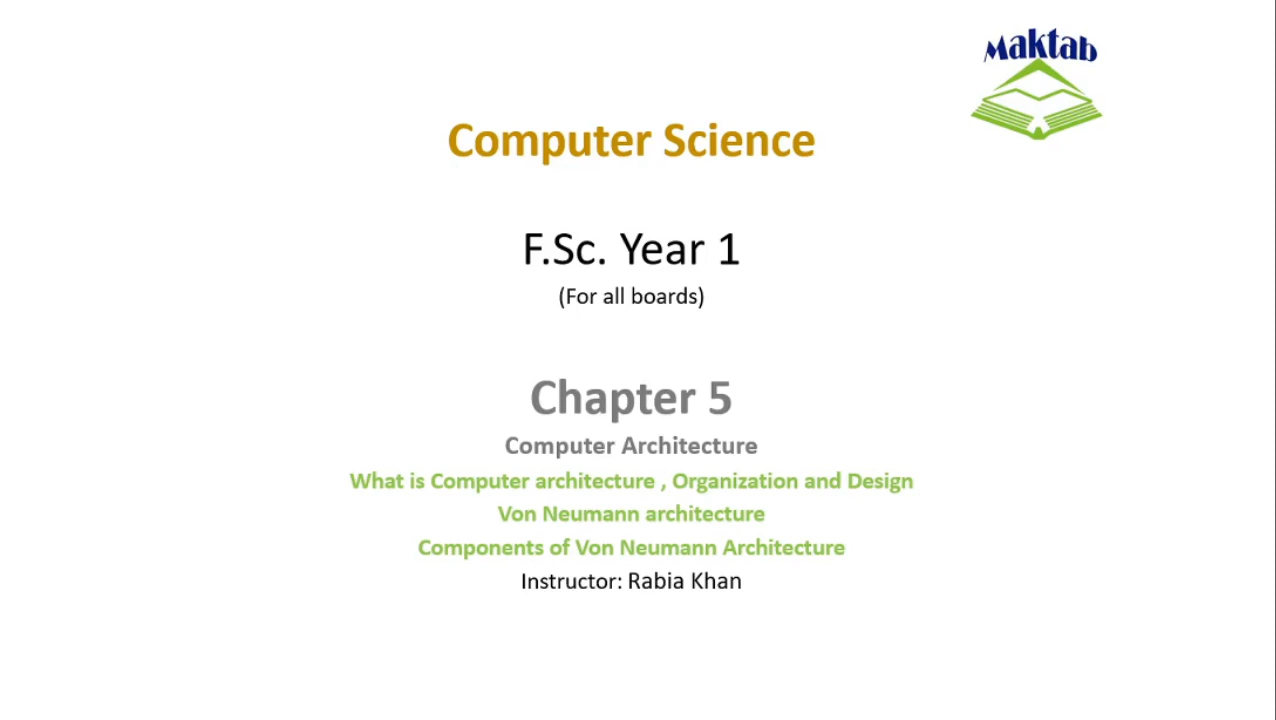 Maktab
Computer Science
F.Sc. Year 1
(For all boards)
Chapter 5
Computer Architecture
What is Computer architecture , Organization and Design
Von Neumann architecture
Components of Von Neumann Architecture
Instructor: Rabia Khan